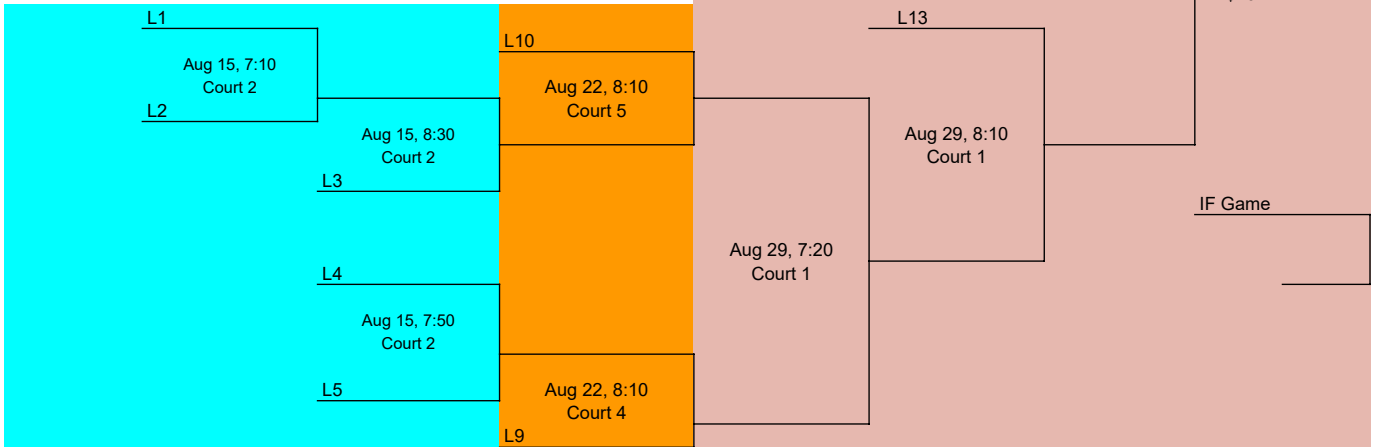 L1
L13
L10
Aug 15, 7:10
Court 2
Aug 22, 8:10
Court 5
L2
Aug 15, 8:30
Court 2
Aug 29, 8:10
Court 1
L3
IF Game
Aug 29, 7:20
Court 1
L4
Aug 15, 7:50
Court 2
L5
Aug 22, 8:10
Court 4
L9